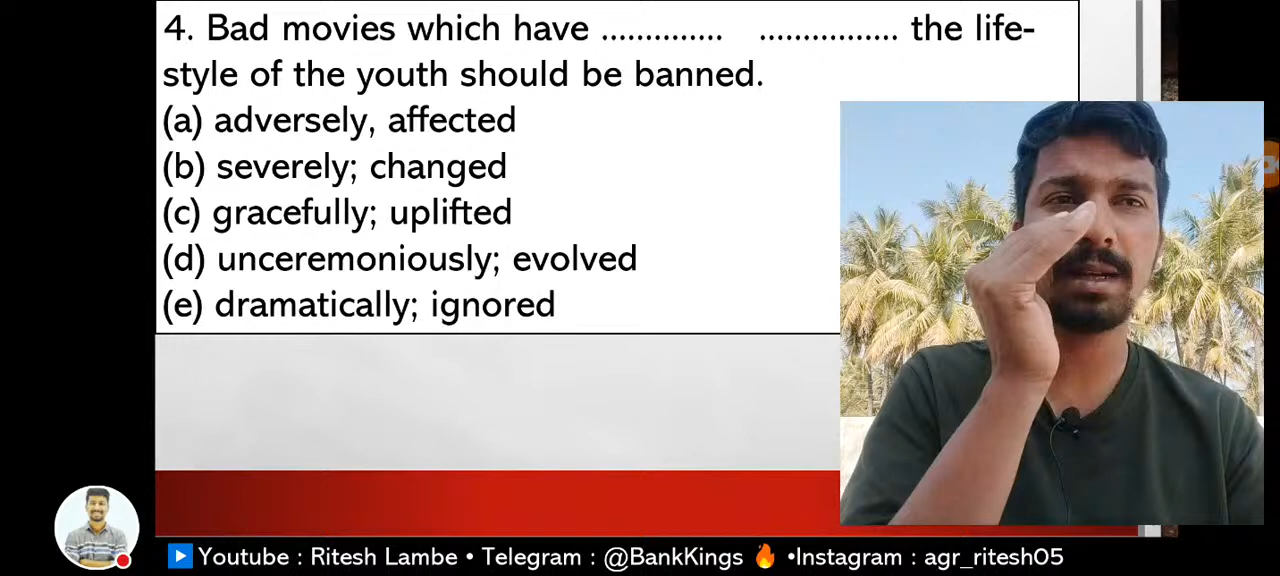 4. Bad movies which have .............. ................ the life-
style of the youth should be banned.
(a) adversely, affected
(b) severely; changed
(c) gracefully; uplifted
(d) unceremoniously; evolved
(e) dramatically; ignored
Youtube : Ritesh Lambe • Telegram : @BankKings 🔥 •Instagram : agr_ritesh05